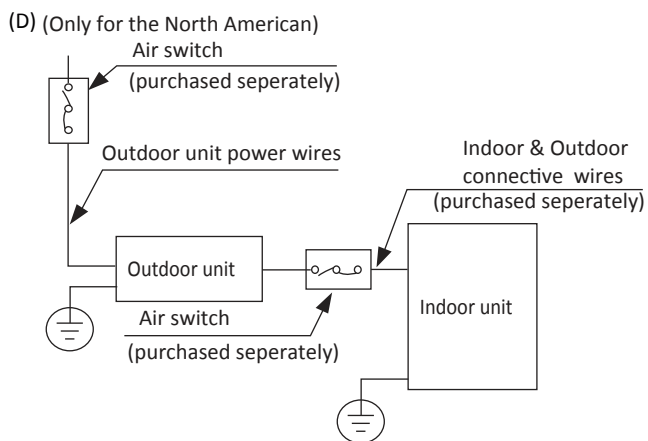 (D) (Only for the North American)
Air switch
(purchased seperately)
Outdoor unit power wires
Indoor & Outdoor
connective wires
(purchased seperately)
Outdoor unit
Indoor unit
Air switch
(purchased seperately)